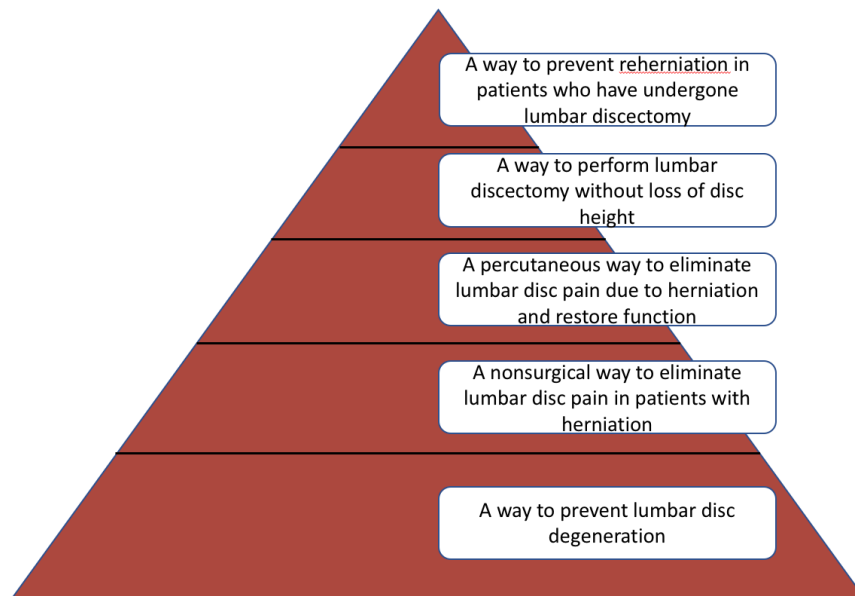 A way to prevent reherniation in
patients who have undergone
lumbar discectomy
A way to perform lumbar
discectomy without loss of disc
height
A percutaneous way to eliminate
lumbar disc pain due to herniation
and restore function
A nonsurgical way to eliminate
lumbar disc pain in patients with
herniation
A way to prevent lumbar disc
degeneration